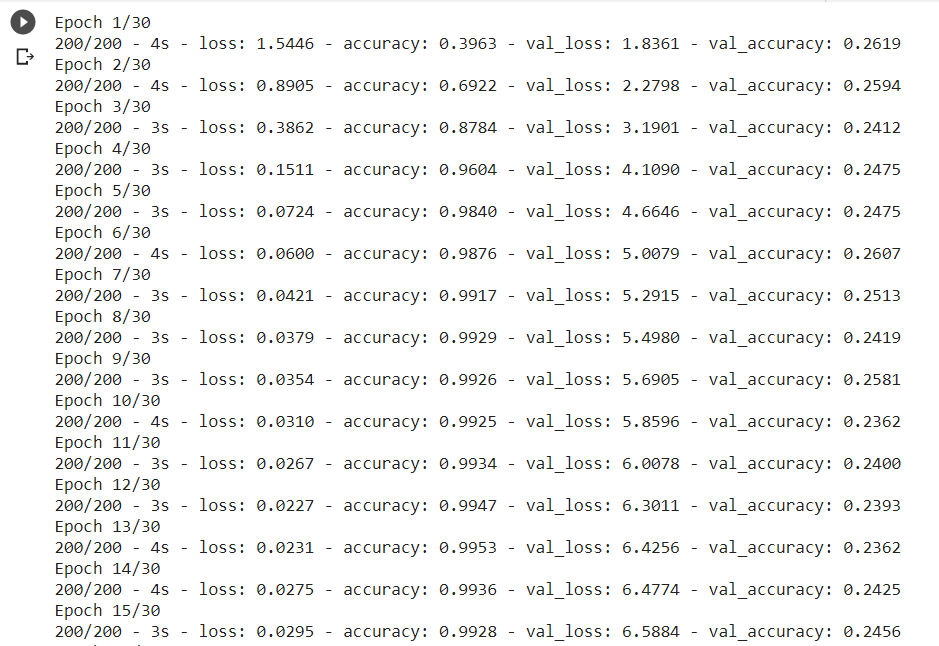 Epoch 1/30
200/200 - 4s - loss: 1.5446 - accuracy: 0.3963 - val_loss: 1.8361 - val_accuracy: 0.2619
Epoch 2/30
200/200 - 4s - loss: 0.8905 - accuracy: 0.6922 - val_loss: 2.2798 - val_accuracy: 0.2594
Epoch 3/30
200/200 - 3s - loss: 0.3862 - accuracy: 0.8784 - val_loss: 3.1901 - val_accuracy: 0.2412
Epoch 4/30
200/200 - 3s - loss: 0.1511 - accuracy: 0.9604 - val_loss: 4.1090 - val_accuracy: 0.2475
Epoch 5/30
200/200 - 3s - loss: 0.0724 - accuracy: 0.9840 - val_loss: 4.6646 - val_accuracy: 0.2475
Epoch 6/30
200/200 - 4s - loss: 0.0600 - accuracy: 0.9876 - val_loss: 5.0079 - val_accuracy: 0.2607
Epoch 7/30
200/200 - 3s - loss: 0.0421 - accuracy: 0.9917 - val_loss: 5.2915 - val_accuracy: 0.2513
Epoch 8/30
200/200 - 3s - loss: 0.0379 - accuracy: 0.9929 - val_loss: 5.4980 - val_accuracy: 0.2419
Epoch 9/30
200/200 - 3s - loss: 0.0354 - accuracy: 0.9926 - val_loss: 5.6905 - val_accuracy: 0.2581
Epoch 10/30
200/200 - 4s - loss: 0.0310 - accuracy: 0.9925 - val_loss: 5.8596 - val_accuracy: 0.2362
Epoch 11/30
200/200 - 3s - loss: 0.0267 - accuracy: 0.9934 - val_loss: 6.0078 - val_accuracy: 0.2400
Epoch 12/30
200/200 - 3s - loss: 0.0227 - accuracy: 0.9947 - val_loss: 6.3011 - val_accuracy: 0.2393
Epoch 13/30
200/200 - 4s - loss: 0.0231 - accuracy: 0.9953 - val_loss: 6.4256 - val_accuracy: 0.2362
Epoch 14/30
200/200 - 4s - loss: 0.0275 - accuracy: 0.9936 - val_loss: 6.4774 - val_accuracy: 0.2425
Epoch 15/30
200/200 - 3s - loss: 0.0295 - accuracy: 0.9928 - val_loss: 6.5884 - val_accuracy: 0.2456